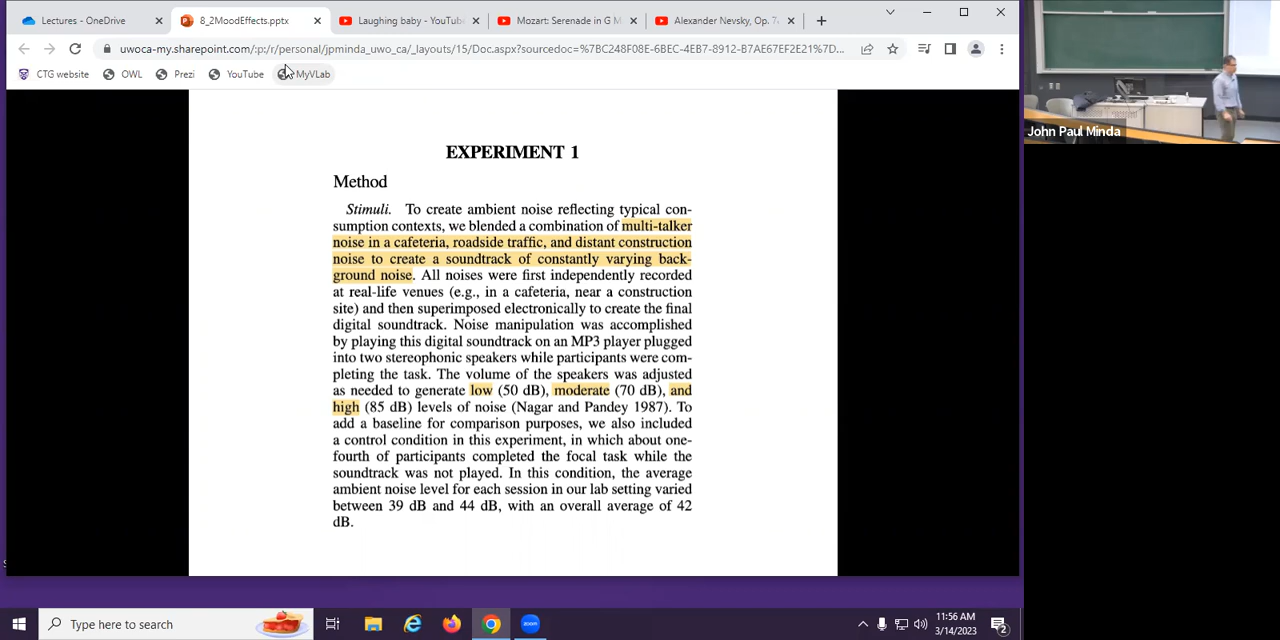 Lectures - OneDrive
8_2MoodEffects.pptx
Laughing baby - YouTub
Mozart: Serenade in G M
Alexander Nevsky, Op. 7
uwoca-my.sharepoint.com/:p:/r/personal/jpminda_uwo_ca/_layouts/15/Doc.aspx?sourcedoc=%7BC248F08E-6BEC-4EB7-8912-B7AE67EF2E21%7D...
CTG website
OWL
Prezi
YouTube
MyVLab
EXPERIMENT 1
Method
Stimuli. To create ambient noise reflecting typical con-
sumption contexts, we blended a combination of multi-talker
noise in a cafeteria, roadside traffic, and distant construction
noise to create a soundtrack of constantly varying back-
ground noise. All noises were first independently recorded
at real-life venues (e.g., in a cafeteria, near a construction
site) and then superimposed electronically to create the final
digital soundtrack. Noise manipulation was accomplished
by playing this digital soundtrack on an MP3 player plugged
into two stereophonic speakers while participants were com-
pleting the task. The volume of the speakers was adjusted
as needed to generate low (50 dB), moderate (70 dB), and
high (85 dB) levels of noise (Nagar and Pandey 1987). To
add a baseline for comparison purposes, we also included
a control condition in this experiment, in which about one-
fourth of participants completed the focal task while the
soundtrack was not played. In this condition, the average
ambient noise level for each session in our lab setting varied
between 39 dB and 44 dB, with an overall average of 42
dB.
John Paul Minda
Type here to search
zoom
11:56 AM
3/14/2023
2